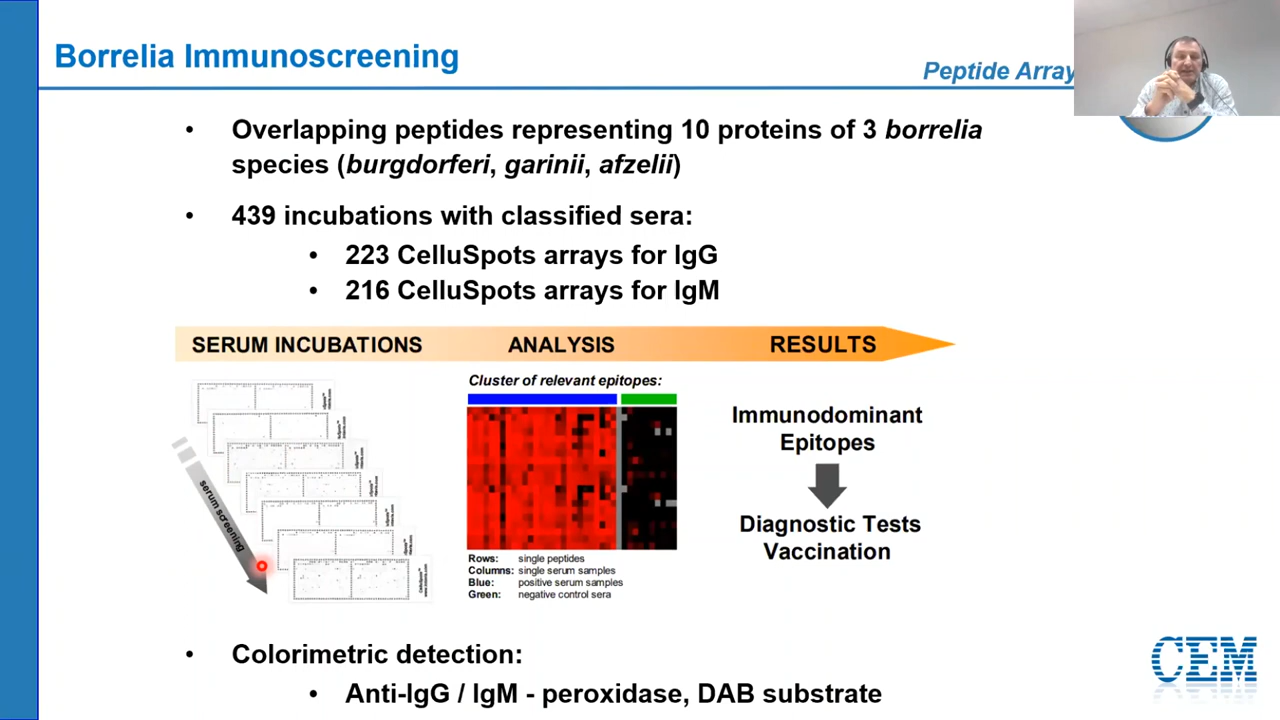 Borrelia Immunoscreening
Peptide Array
• Overlapping peptides representing 10 proteins of 3 borrelia
species (burgdorferi, garinii, afzelii)
• 439 incubations with classified sera:
• 223 CelluSpots arrays for IgG
• 216 CelluSpots arrays for IgM
SERUM INCUBATIONS ANALYSIS RESULTS
serum screening
Cluster of relevant epitopes:
Rows: single peptides
Columns: single serum samples
Blue: positive serum samples
Green: negative control sera
Immunodominant
Epitopes
Diagnostic Tests
Vaccination
• Colorimetric detection:
• Anti-IgG / IgM - peroxidase, DAB substrate
CEM